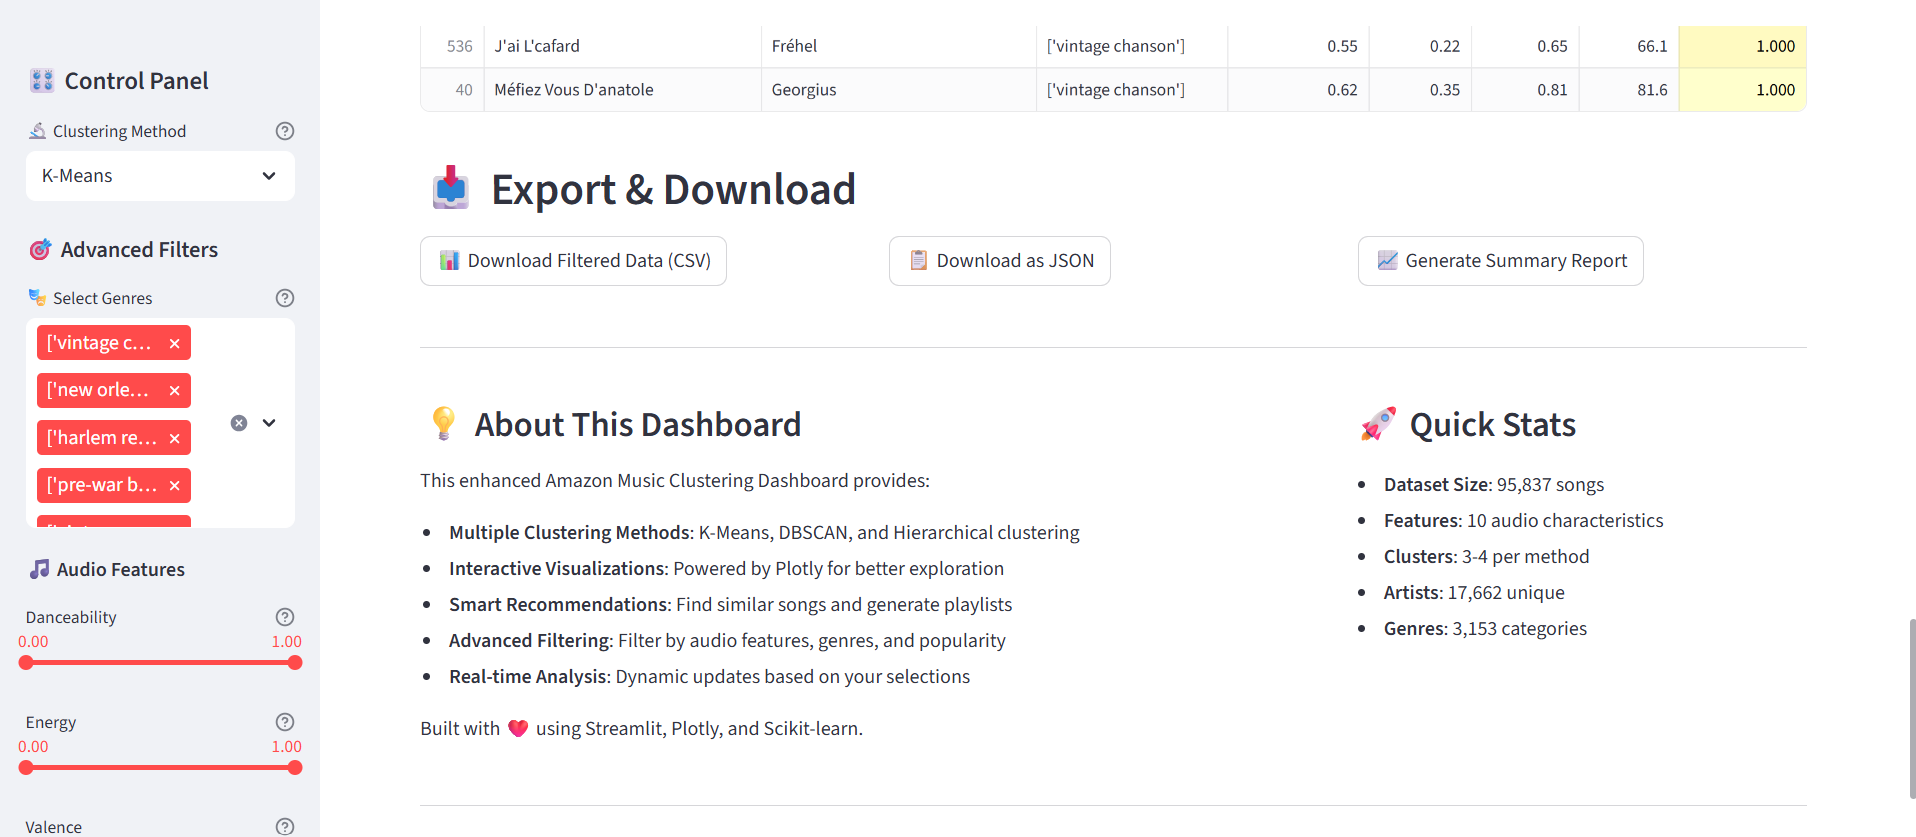 Control Panel
Clustering Method
K-Means
Advanced Filters
Select Genres
['vintage c...
['new orle...
['harlem re...
['pre-war b...
Audio Features
Danceability
0.00 1.00
Energy
0.00 1.00
Valence
536 J'ai L'cafard Fréhel ['vintage chanson'] 0.55 0.22 0.65 66.1 1.000
40 Méfiez Vous D'anatole Georgius ['vintage chanson'] 0.62 0.35 0.81 81.6 1.000
Export & Download
Download Filtered Data (CSV) Download as JSON Generate Summary Report
About This Dashboard
This enhanced Amazon Music Clustering Dashboard provides:
• Multiple Clustering Methods: K-Means, DBSCAN, and Hierarchical clustering
• Interactive Visualizations: Powered by Plotly for better exploration
• Smart Recommendations: Find similar songs and generate playlists
• Advanced Filtering: Filter by audio features, genres, and popularity
• Real-time Analysis: Dynamic updates based on your selections
Built with ❤️ using Streamlit, Plotly, and Scikit-learn.
Quick Stats
• Dataset Size: 95,837 songs
• Features: 10 audio characteristics
• Clusters: 3-4 per method
• Artists: 17,662 unique
• Genres: 3,153 categories